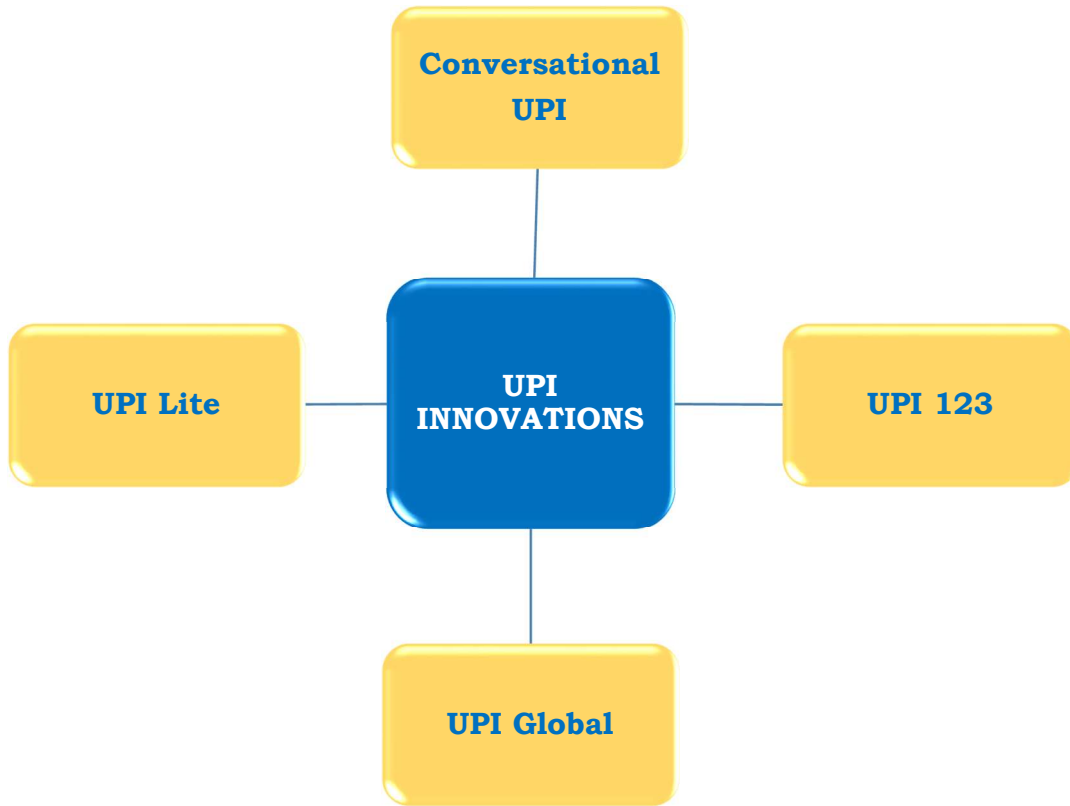 Conversational
UPI
UPI Lite
UPI
INNOVATIONS
UPI 123
UPI Global